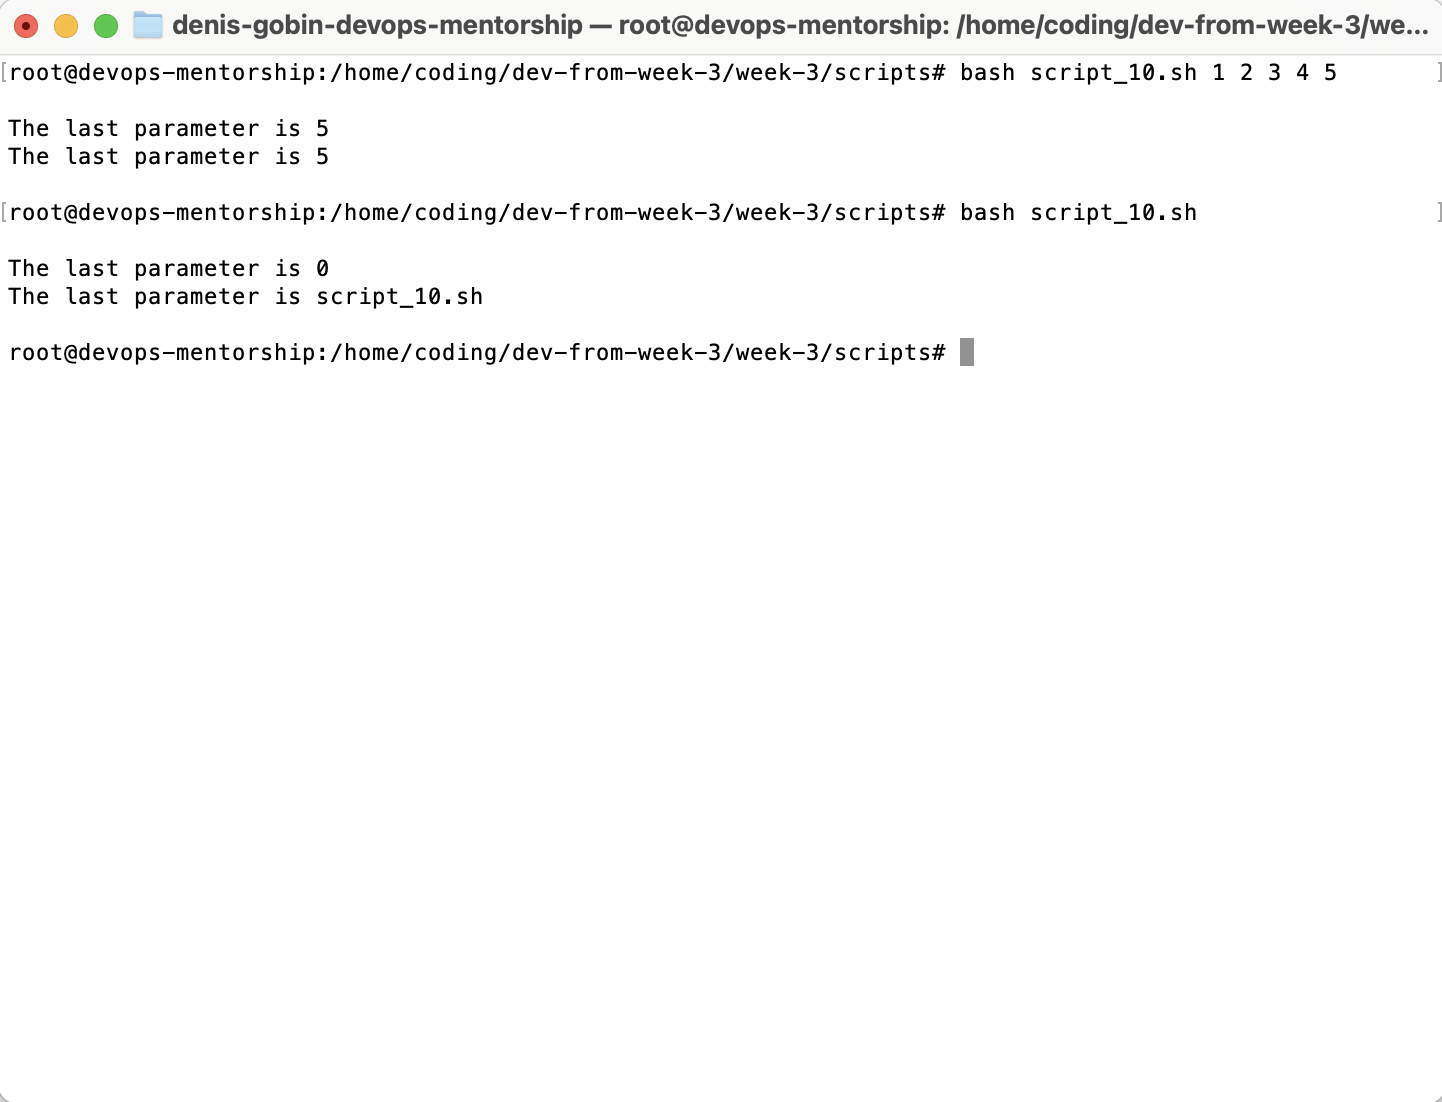 denis-gobin-devops-mentorship — root@devops-mentorship: /home/coding/dev-from-week-3/we...
[root@devops-mentorship:/home/coding/dev-from-week-3/week-3/scripts# bash script_10.sh 1 2 3 4 5 ]
The last parameter is 5
The last parameter is 5
[root@devops-mentorship:/home/coding/dev-from-week-3/week-3/scripts# bash script_10.sh ]
The last parameter is 0
The last parameter is script_10.sh
root@devops-mentorship:/home/coding/dev-from-week-3/week-3/scripts#